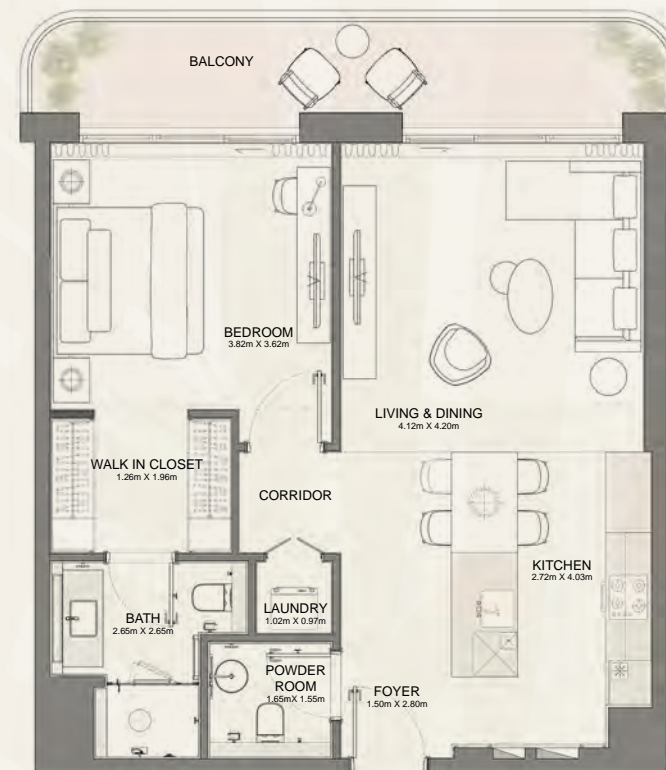 BALCONY
BEDROOM
3.82m X 3.62m
LIVING & DINING
4.12m X 4.20m
WALK IN CLOSET
1.26m X 1.96m
CORRIDOR
KITCHEN
2.72m X 4.03m
BATH
2.65m X 2.65m
LAUNDRY
1.02m X 0.97m
POWDER
ROOM
1.65mX 1.55m
FOYER
1.50m X 2.80m